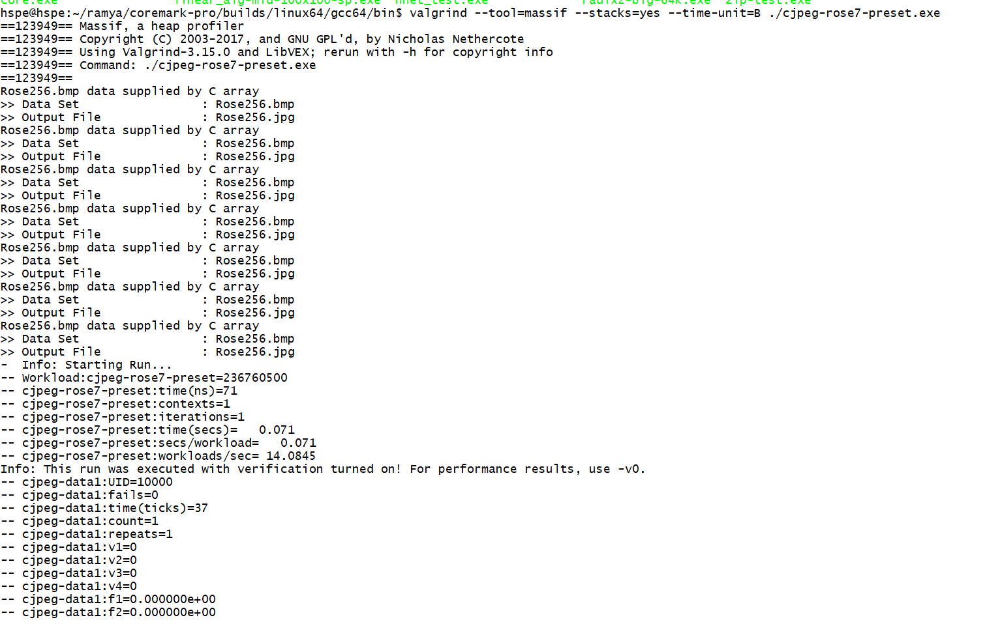 core.exe linear_alg-mid-100x100-sp.exe nnet_test.exe radix2-big-64k.exe zip-test.exe
hspe@hspe:~/ramya/coremark-pro/builds/linux64/gcc64/bin$ valgrind --tool=massif --stacks=yes --time-unit=B ./cjpeg-rose7-preset.exe
==123949== Massif, a heap profiler
==123949== Copyright (C) 2003-2017, and GNU GPL'd, by Nicholas Nethercote
==123949== Using Valgrind-3.15.0 and LibVEX; rerun with -h for copyright info
==123949== Command: ./cjpeg-rose7-preset.exe
==123949==
Rose256.bmp data supplied by C array
>> Data Set : Rose256.bmp
>> Output File : Rose256.jpg
Rose256.bmp data supplied by C array
>> Data Set : Rose256.bmp
>> Output File : Rose256.jpg
Rose256.bmp data supplied by C array
>> Data Set : Rose256.bmp
>> Output File : Rose256.jpg
Rose256.bmp data supplied by C array
>> Data Set : Rose256.bmp
>> Output File : Rose256.jpg
Rose256.bmp data supplied by C array
>> Data Set : Rose256.bmp
>> Output File : Rose256.jpg
Rose256.bmp data supplied by C array
>> Data Set : Rose256.bmp
>> Output File : Rose256.jpg
Rose256.bmp data supplied by C array
>> Data Set : Rose256.bmp
>> Output File : Rose256.jpg
- Info: Starting Run...
-- Workload:cjpeg-rose7-preset=236760500
-- cjpeg-rose7-preset:time(ns)=71
-- cjpeg-rose7-preset:contexts=1
-- cjpeg-rose7-preset:iterations=1
-- cjpeg-rose7-preset:time(secs)= 0.071
-- cjpeg-rose7-preset:secs/workload= 0.071
-- cjpeg-rose7-preset:workloads/sec= 14.0845
Info: This run was executed with verification turned on! For performance results, use -v0.
-- cjpeg-data1:UID=10000
-- cjpeg-data1:fails=0
-- cjpeg-data1:time(ticks)=37
-- cjpeg-data1:count=1
-- cjpeg-data1:repeats=1
-- cjpeg-data1:v1=0
-- cjpeg-data1:v2=0
-- cjpeg-data1:v3=0
-- cjpeg-data1:v4=0
-- cjpeg-data1:f1=0.000000e+00
-- cjpeg-data1:f2=0.000000e+00